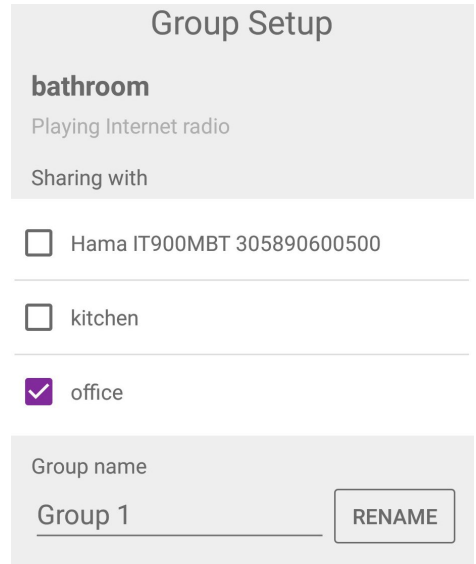 Group Setup
bathroom
Playing Internet radio
Sharing with
Hama IT900MBT 305890600500
kitchen
office
Group name
Group 1
RENAME